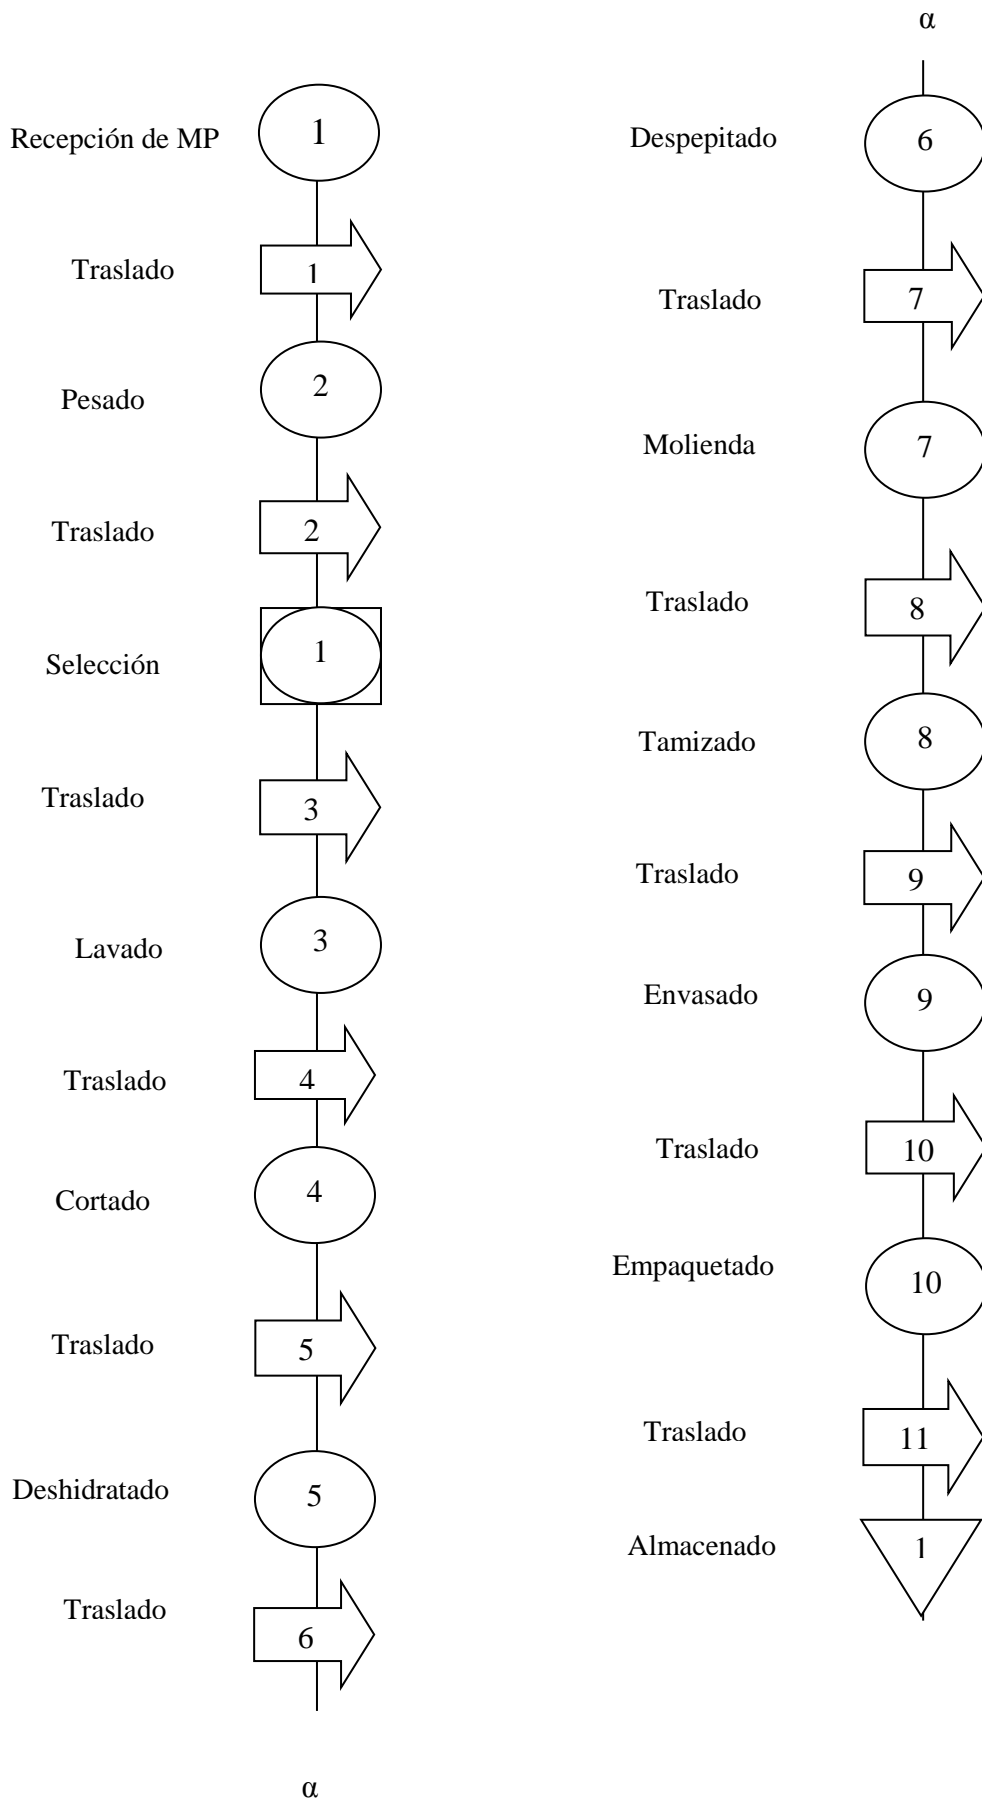 Recepción de MP
1
Traslado
1
Pesado
2
Traslado
2
Selección
1
Traslado
3
Lavado
3
Traslado
4
Cortado
4
Traslado
5
Deshidratado
5
Traslado
6
α
α
Despepitado
6
Traslado
7
Molienda
7
Traslado
8
Tamizado
8
Traslado
9
Envasado
9
Traslado
10
Empaquetado
10
Traslado
11
Almacenado
1